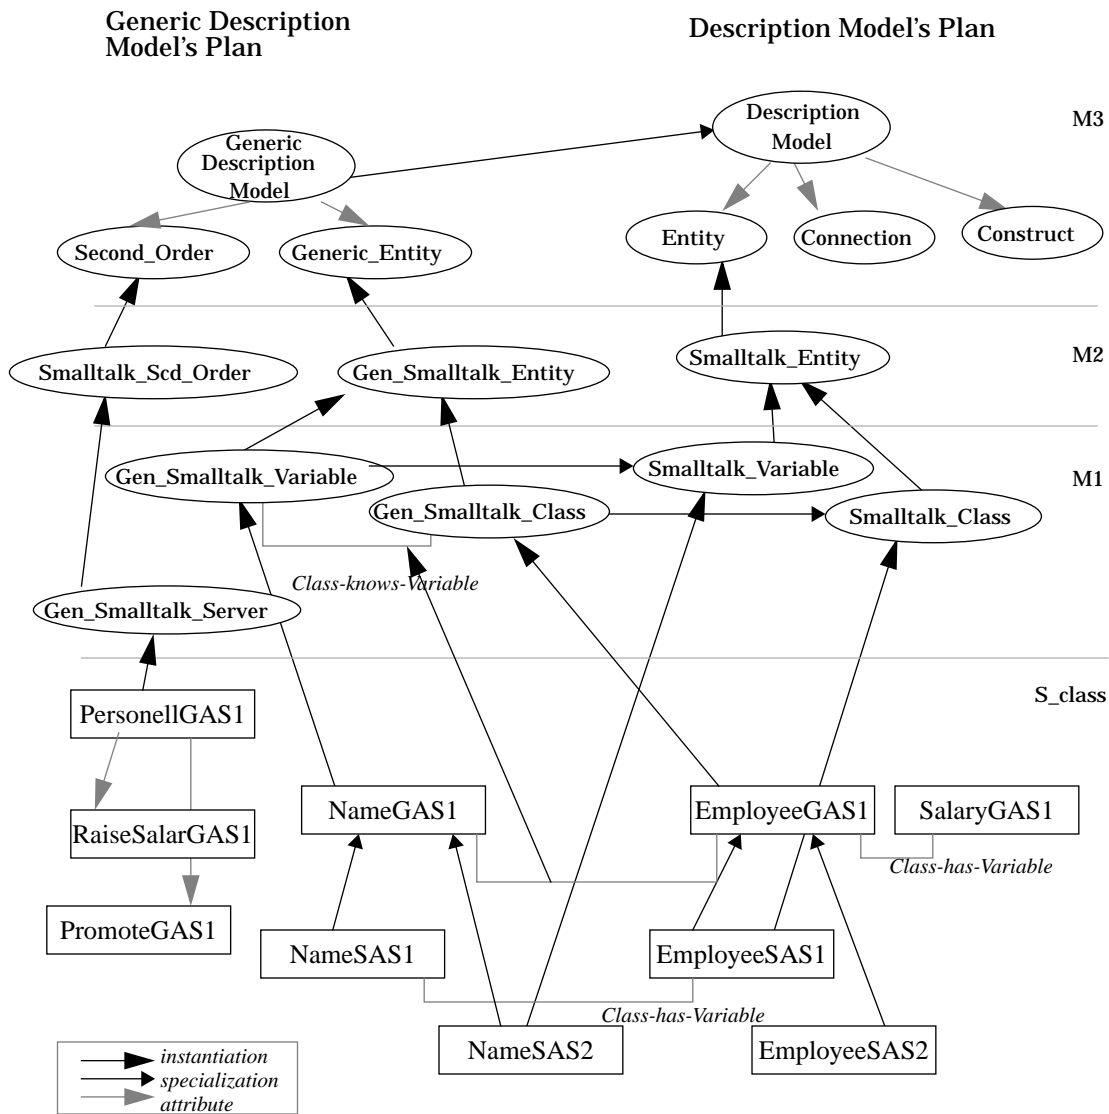 Generic Description
Model's Plan
Description Model's Plan
Description
Model
M3
Generic
Description
Model
Second_Order
Generic_Entity
Entity
Connection
Construct
Smalltalk_Scd_Order
Gen_Smalltalk_Entity
Smalltalk_Entity
M2
Gen_Smalltalk_Variable
Smalltalk_Variable
M1
Gen_Smalltalk_Class
Smalltalk_Class
Class-knows-Variable
Gen_Smalltalk_Server
S_class
PersonellGAS1
NameGAS1
EmployeeGAS1
SalaryGAS1
RaiseSalarGAS1
Class-has-Variable
PromoteGAS1
NameSAS1
EmployeeSAS1
Class-has-Variable
NameSAS2
EmployeeSAS2
instantiation
specialization
attribute